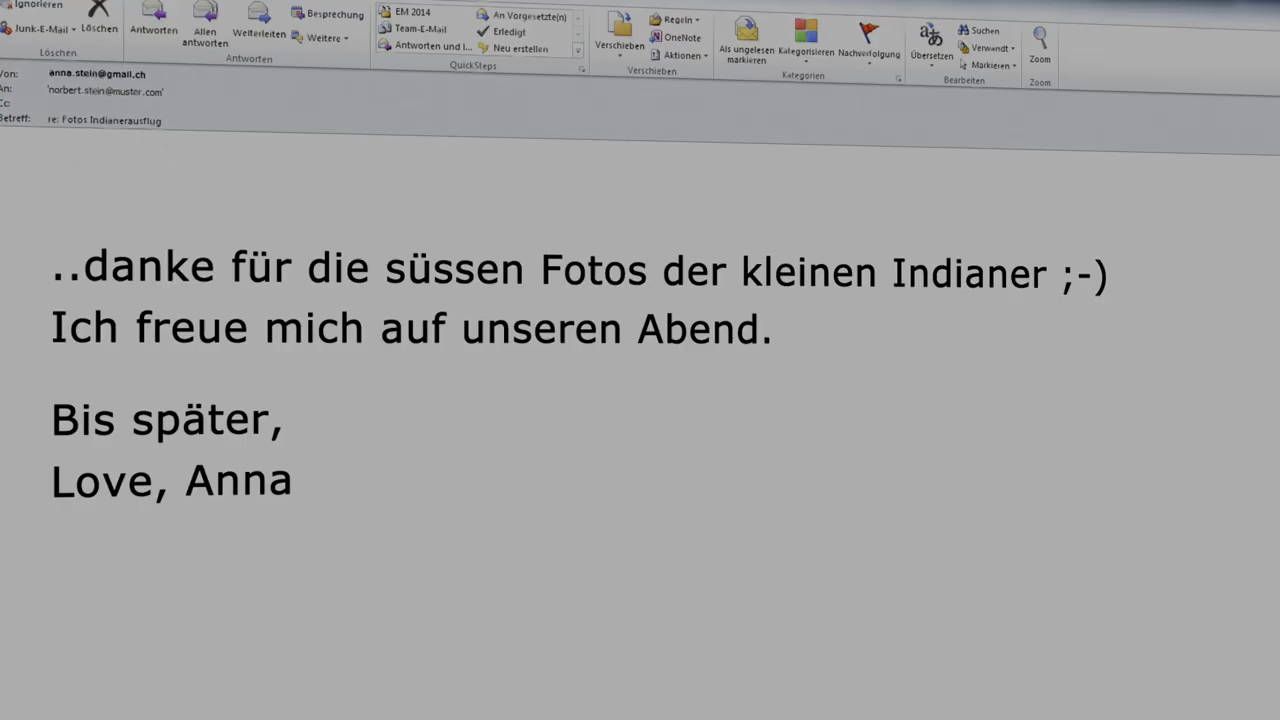 Ignorieren
Junk-E-Mail
Löschen
Löschen
Antworten
Allen
antworten
Weiterleiten
Besprechung
Weitere
Antworten
EM 2014
Team-E-Mail
Antworten und l...
An Vorgesetzte(n)
Erledigt
Neu erstellen
QuickSteps
Verschieben
Regeln
OneNote
Aktionen
Verschieben
Als ungelesen
markieren
Kategorisieren
Nachverfolgung
Kategorien
Übersetzen
Suchen
Verwandt
Markieren
Bearbeiten
Zoom
Zoom
Von: anna.stein@gmail.ch
An: 'norbert.stein@muster.com'
Cc:
Betreff: re: Fotos Indianerausflug
..danke für die süssen Fotos der kleinen Indianer ;-)
Ich freue mich auf unseren Abend.
Bis später,
Love, Anna